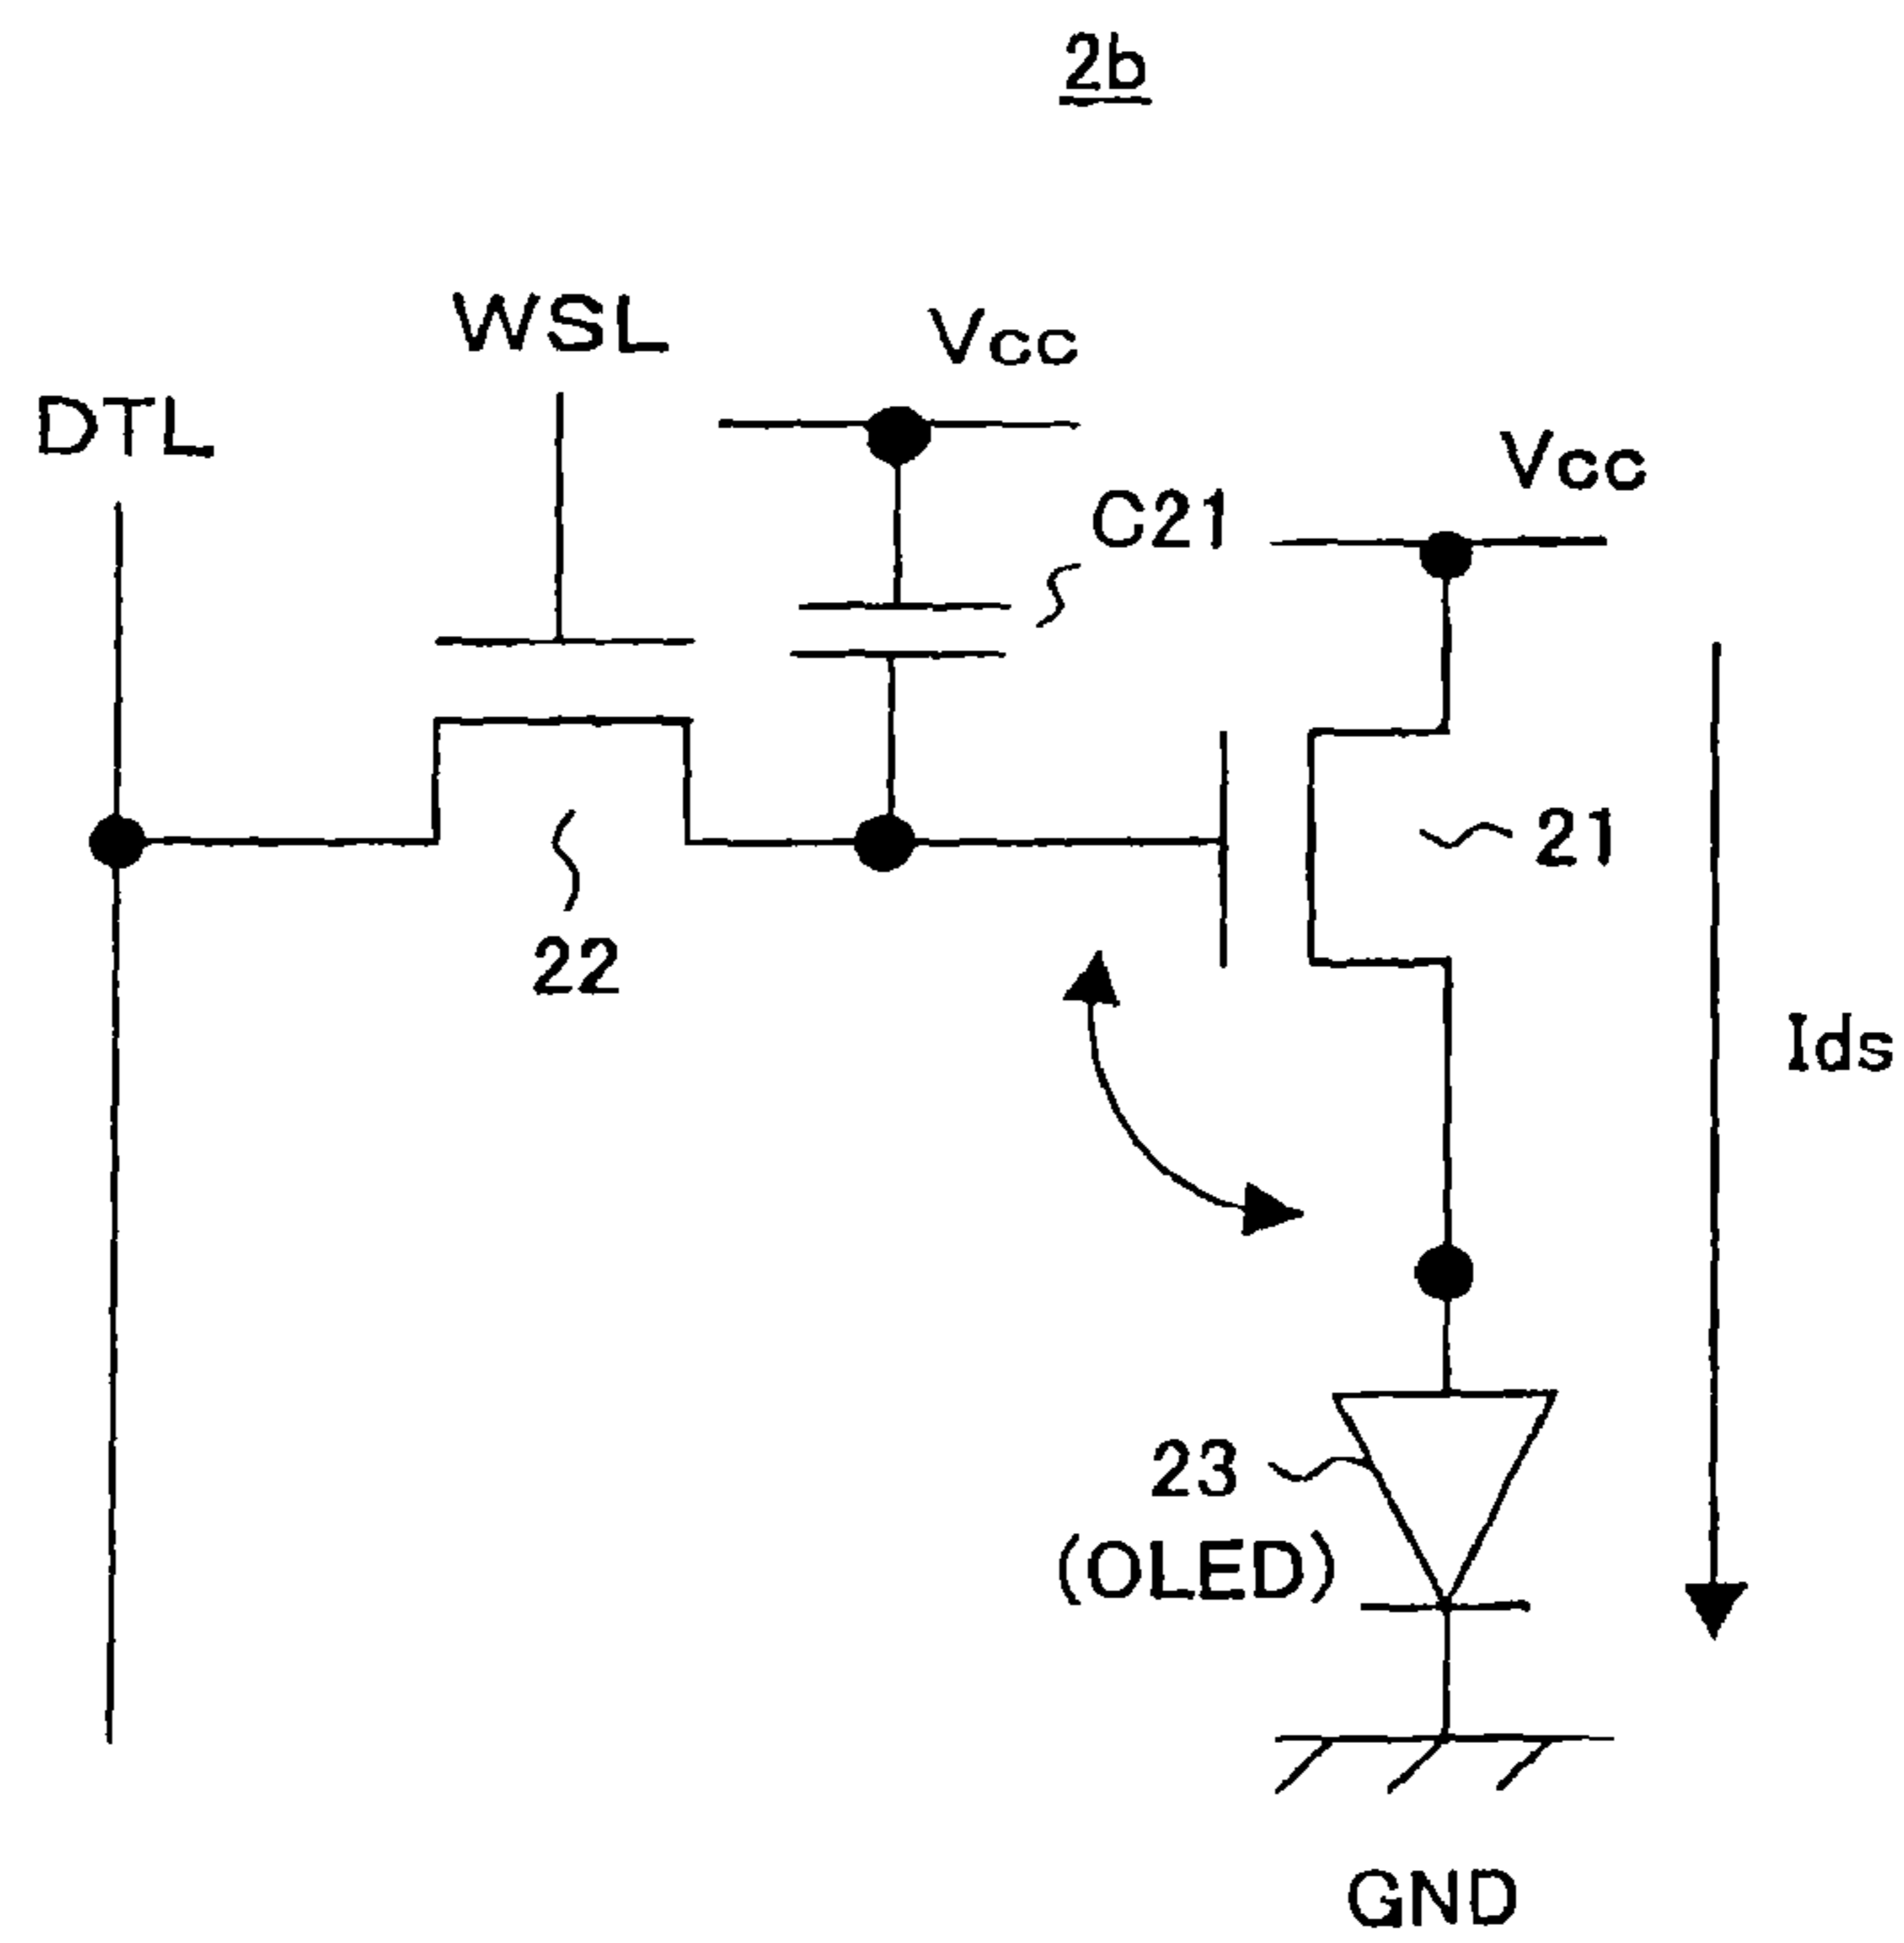 2b
WSL
Vcc
DTL
Vcc
C21
21
22
Ids
23
(OLED)
GND